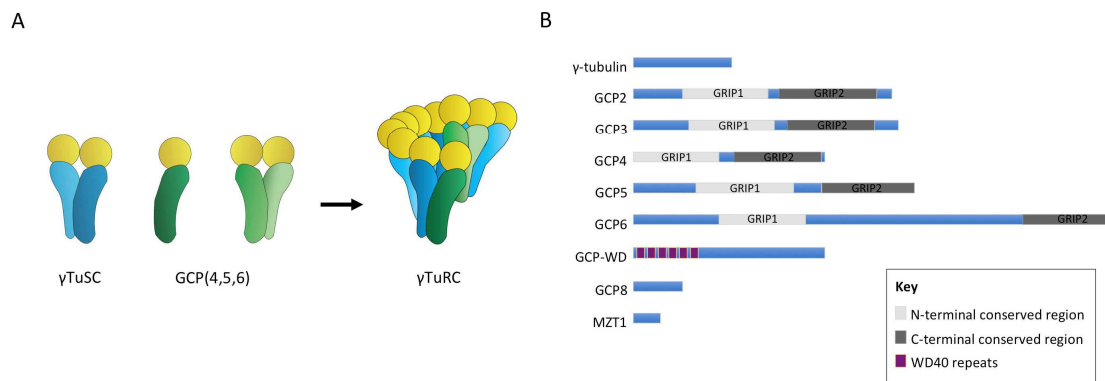 A
γTuSC
GCP(4,5,6)
γTuRC
B
γ-tubulin
GCP2
GRIP1
GRIP2
GCP3
GRIP1
GRIP2
GCP4
GRIP1
GRIP2
GCP5
GRIP1
GRIP2
GCP6
GRIP1
GRIP2
GCP-WD
GCP8
MZT1
Key
N-terminal conserved region
C-terminal conserved region
WD40 repeats